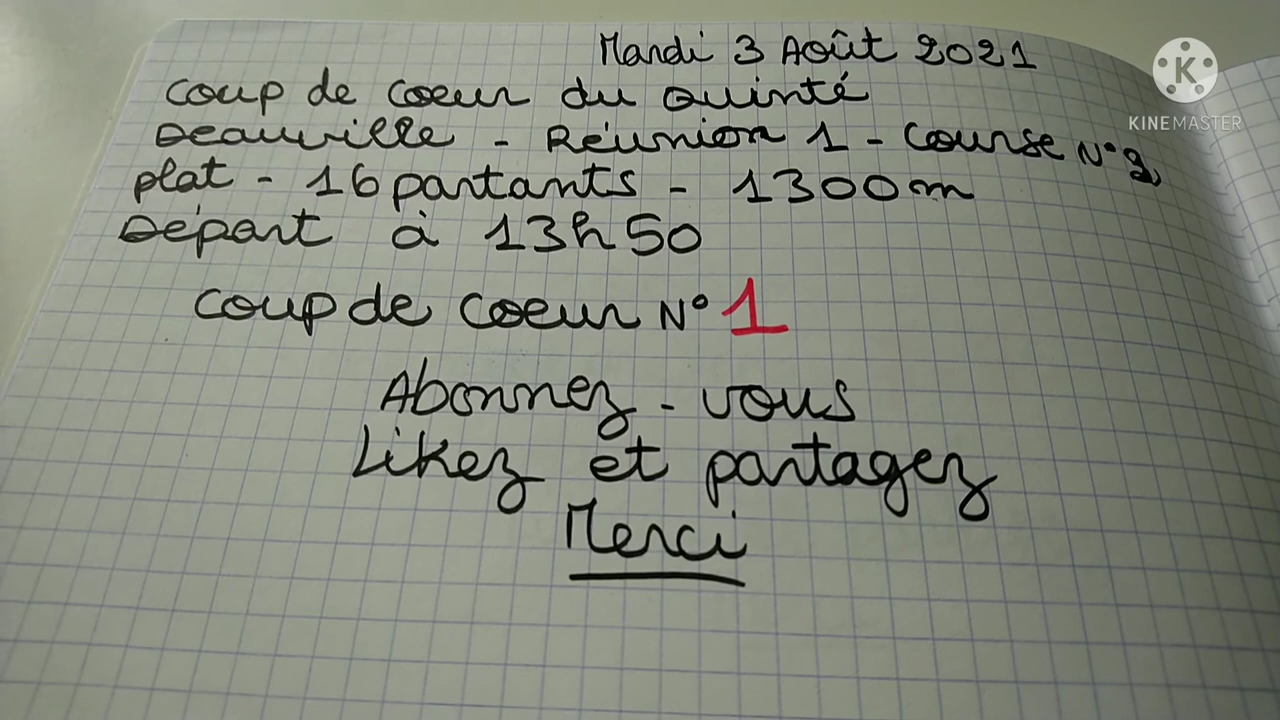 Mardi 3 Août 2021
KINEMASTER
Coup de coeur du Quinté
Deauville - Réunion 1 - Course N°2
plat - 16 partants - 1300m
Départ à 13h50
Coup de coeur N° 1
Abonnez-vous
Likez et partagez
Merci